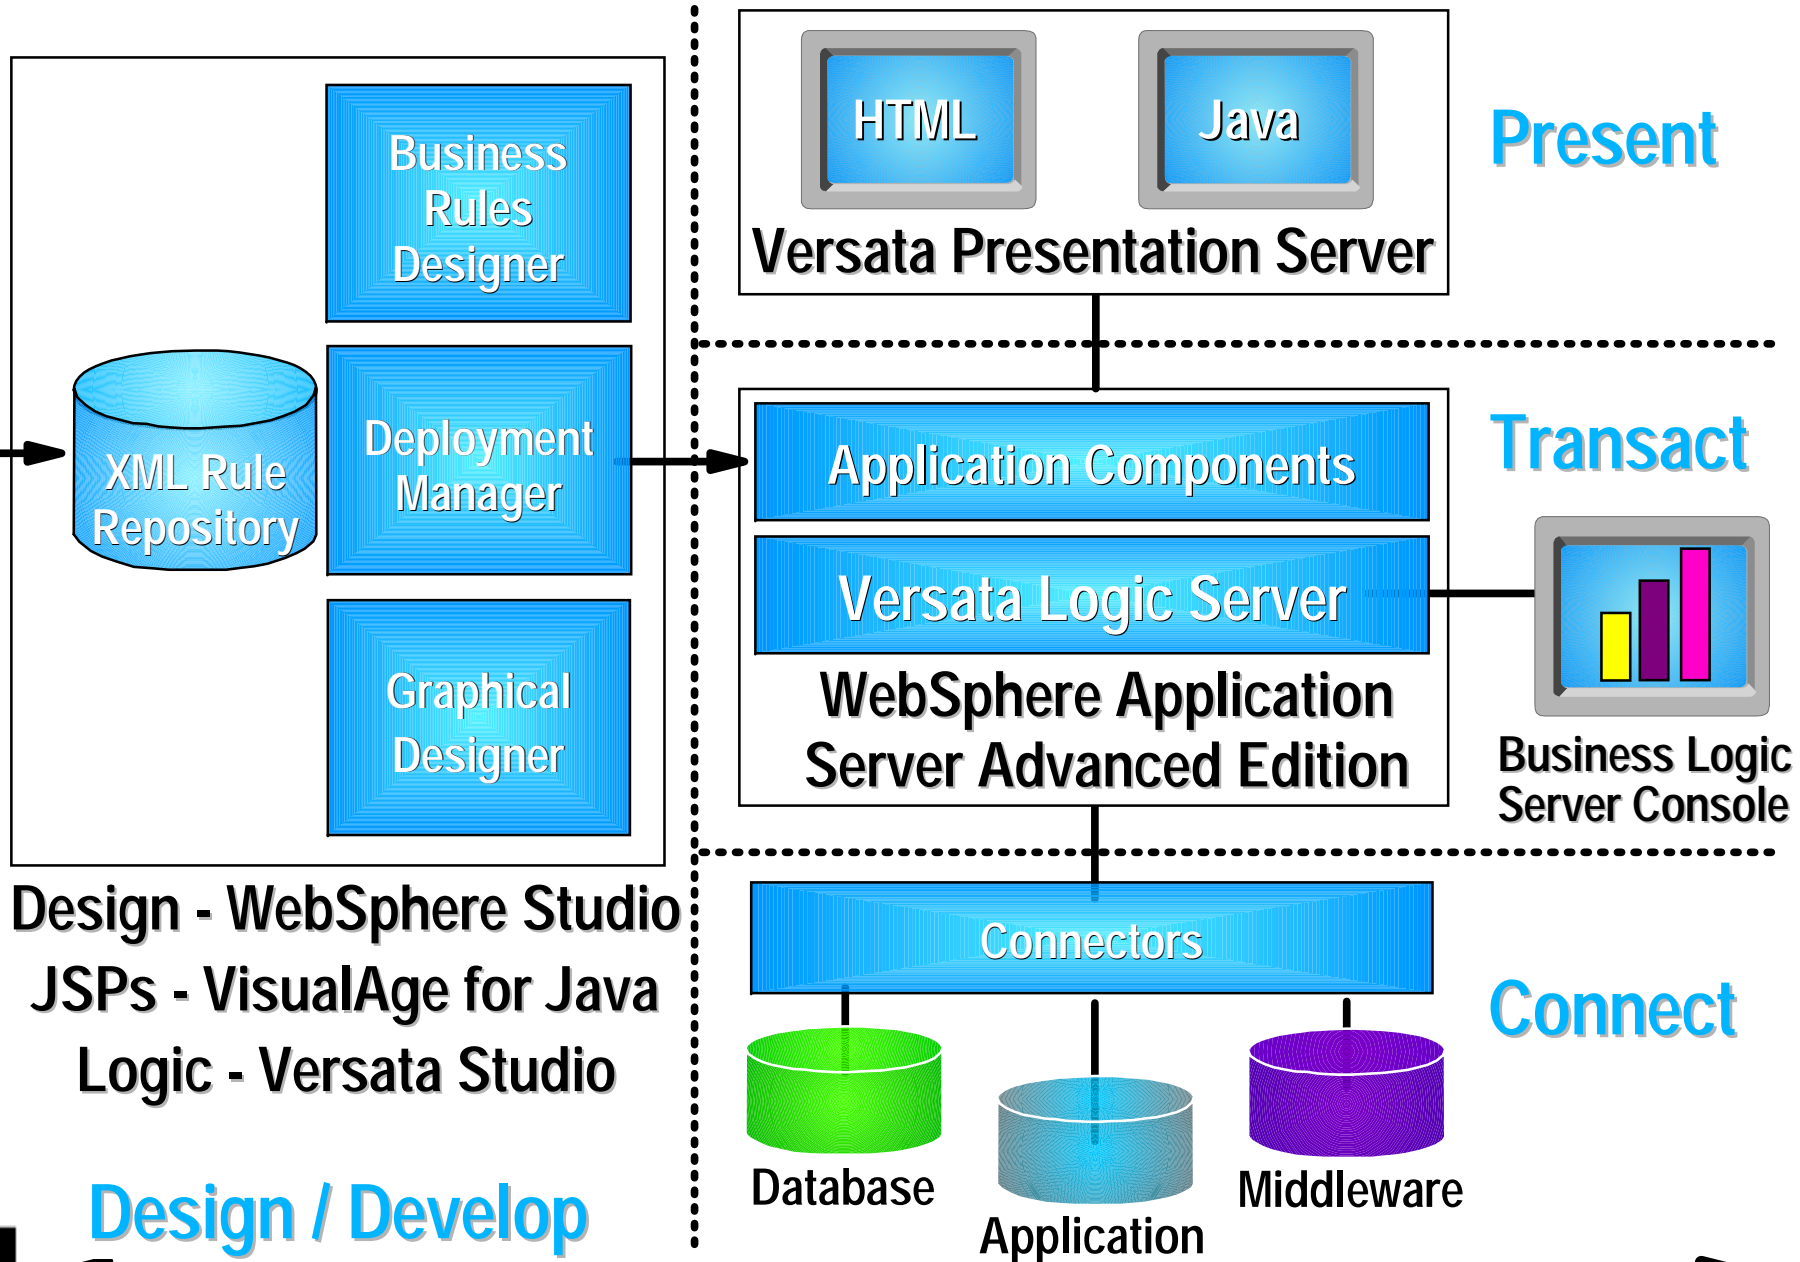 Business
Rules
Designer
XML Rule
Repository
Deployment
Manager
Graphical
Designer
Design - WebSphere Studio
JSPs - VisualAge for Java
Logic - Versata Studio
Design / Develop
HTML
Java
Versata Presentation Server
Present
Application Components
Versata Logic Server
WebSphere Application
Server Advanced Edition
Transact
Business Logic
Server Console
Connectors
Connect
Database
Application
Middleware